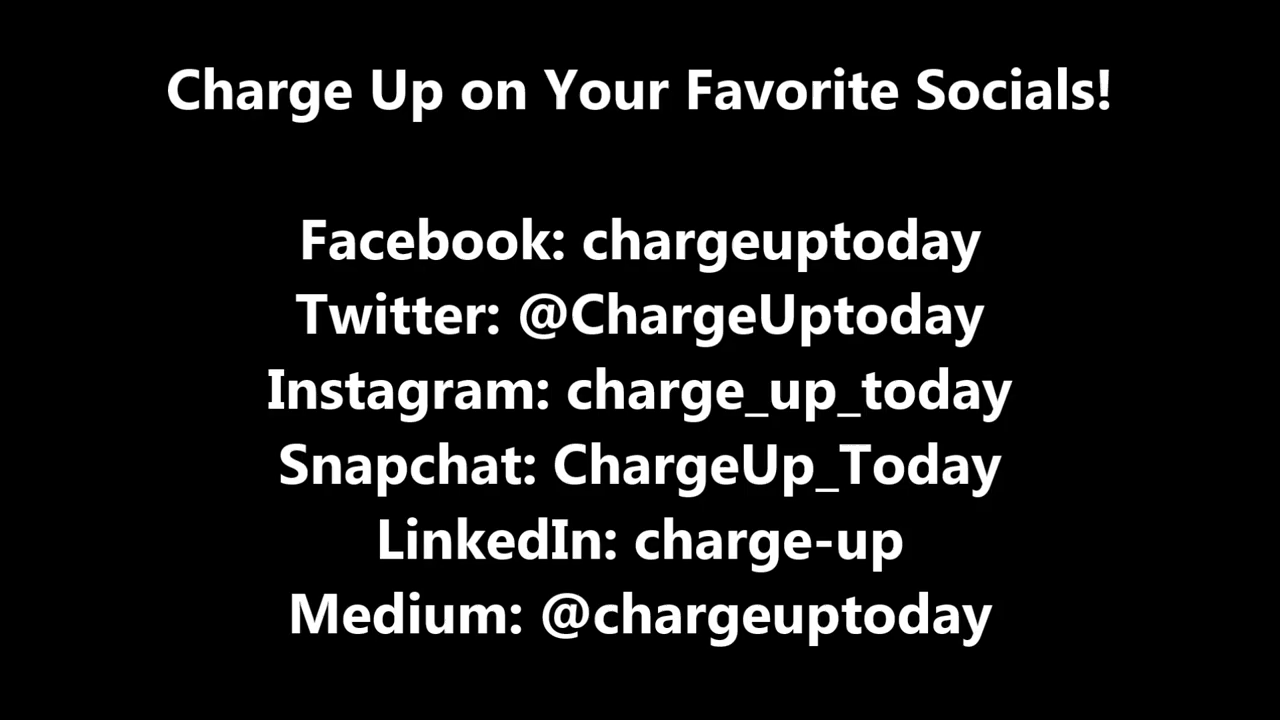 Charge Up on Your Favorite Socials!
Facebook: chargeuptoday
Twitter: @ChargeUptoday
Instagram: charge_up_today
Snapchat: ChargeUp_Today
LinkedIn: charge-up
Medium: @chargeuptoday